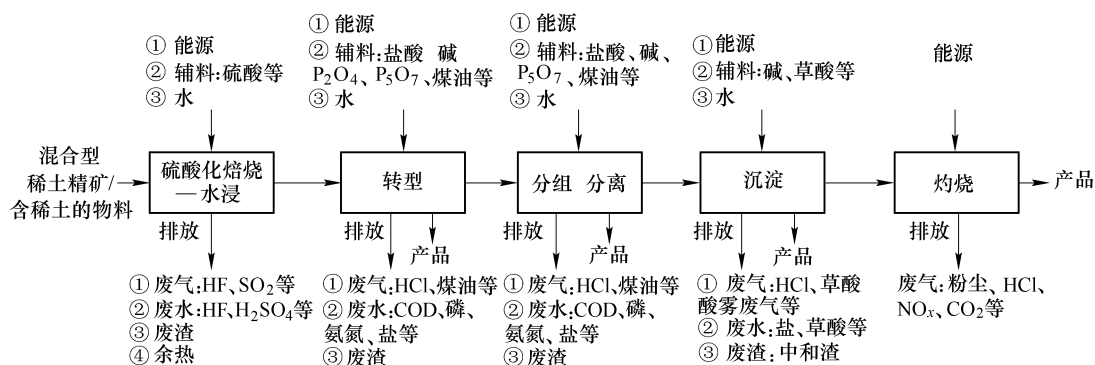 ① 能源
② 辅料:硫酸等
③ 水
① 能源
② 辅料:盐酸 碱
P2O4、P5O7、煤油等
③ 水
① 能源
② 辅料:盐酸、碱、
P5O7、煤油等
③ 水
①能源
② 辅料:碱、草酸等
③ 水
能源
混合型
稀土精矿/
含稀土的物料
硫酸化焙烧
—水浸
转型
分组 分离
沉淀
灼烧
产品
排放
排放
产品
排放
产品
排放
产品
排放
①废气:HF、SO2等
②废水:HF、H2SO4等
③废渣
④余热
①废气:HCl、煤油等
②废水:COD、磷、
氨氮、盐等
③废渣
①废气:HCl、煤油等
②废水:COD、磷、
氨氮、盐等
③废渣
① 废气:HCl、草酸
酸雾废气等
② 废水:盐、草酸等
③ 废渣:中和渣
废气:粉尘、HCl、
NOx、CO2等